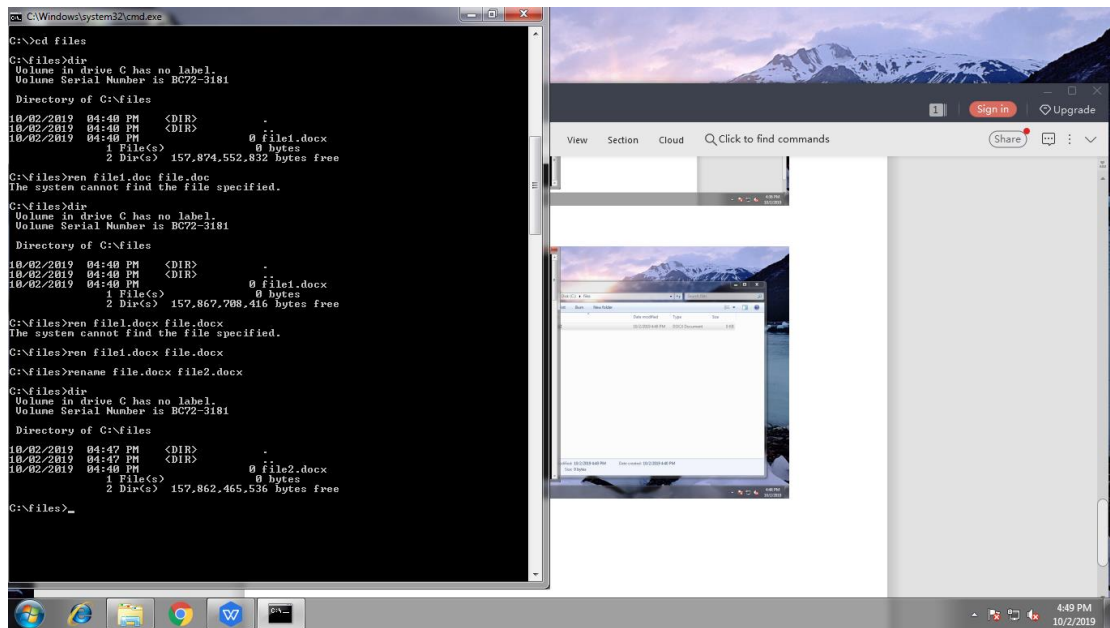 C:\Windows\system32\cmd.exe
C:\>cd files
C:\files>dir
Volume in drive C has no label.
Volume Serial Number is BC72-3181
Directory of C:\files
10/02/2019 04:40 PM <DIR> .
10/02/2019 04:40 PM <DIR> ..
10/02/2019 04:40 PM 0 file1.docx
1 File(s) 0 bytes
2 Dir(s) 157,874,552,832 bytes free
C:\files>ren file1.doc file.doc
The system cannot find the file specified.
C:\files>dir
Volume in drive C has no label.
Volume Serial Number is BC72-3181
Directory of C:\files
10/02/2019 04:40 PM <DIR> .
10/02/2019 04:40 PM <DIR> ..
10/02/2019 04:40 PM 0 file1.docx
1 File(s) 0 bytes
2 Dir(s) 157,867,708,416 bytes free
C:\files>ren filel.docx file.docx
The system cannot find the file specified.
C:\files>ren file1.docx file.docx
C:\files>rename file.docx file2.docx
C:\files>dir
Volume in drive C has no label.
Volume Serial Number is BC72-3181
Directory of C:\files
10/02/2019 04:47 PM <DIR> .
10/02/2019 04:47 PM <DIR> ..
10/02/2019 04:40 PM 0 file2.docx
1 File(s) 0 bytes
2 Dir(s) 157,862,465,536 bytes free
C:\files>_
1 Sign in Upgrade
View Section Cloud Click to find commands Share
Date modified Type Size
4:49 PM
10/2/2019